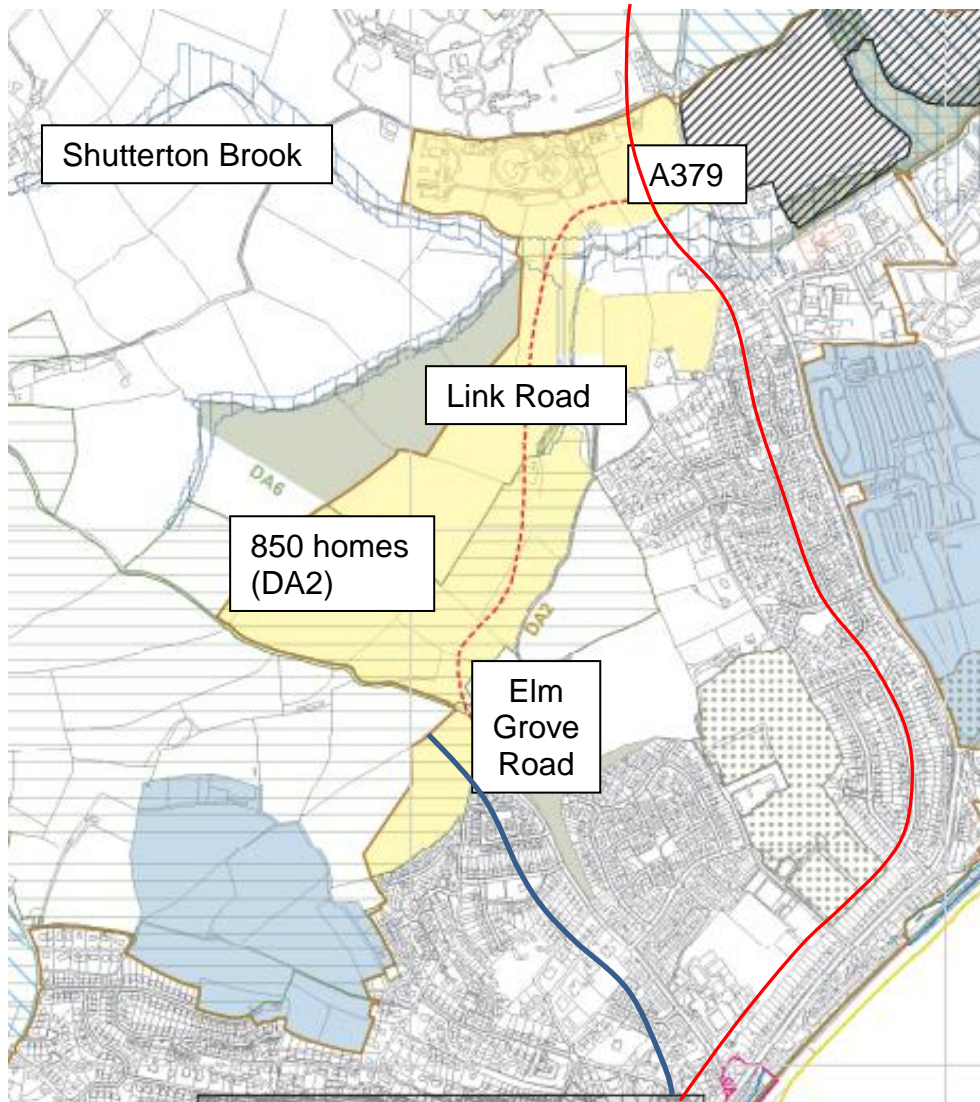 Shutterton Brook
A379
Link Road
DA6
850 homes
(DA2)
DA2
Elm
Grove
Road